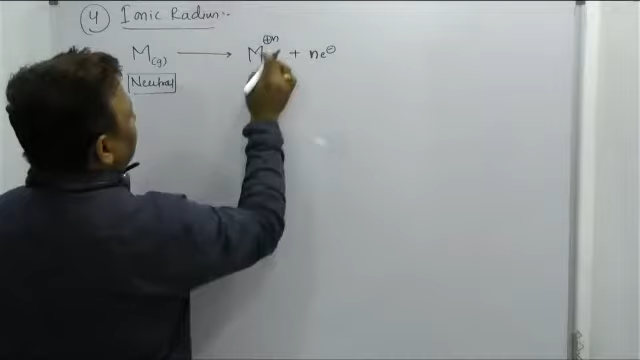 4 Ionic Radius:-
M(g) → M⊕n + ne⊖
Neutral